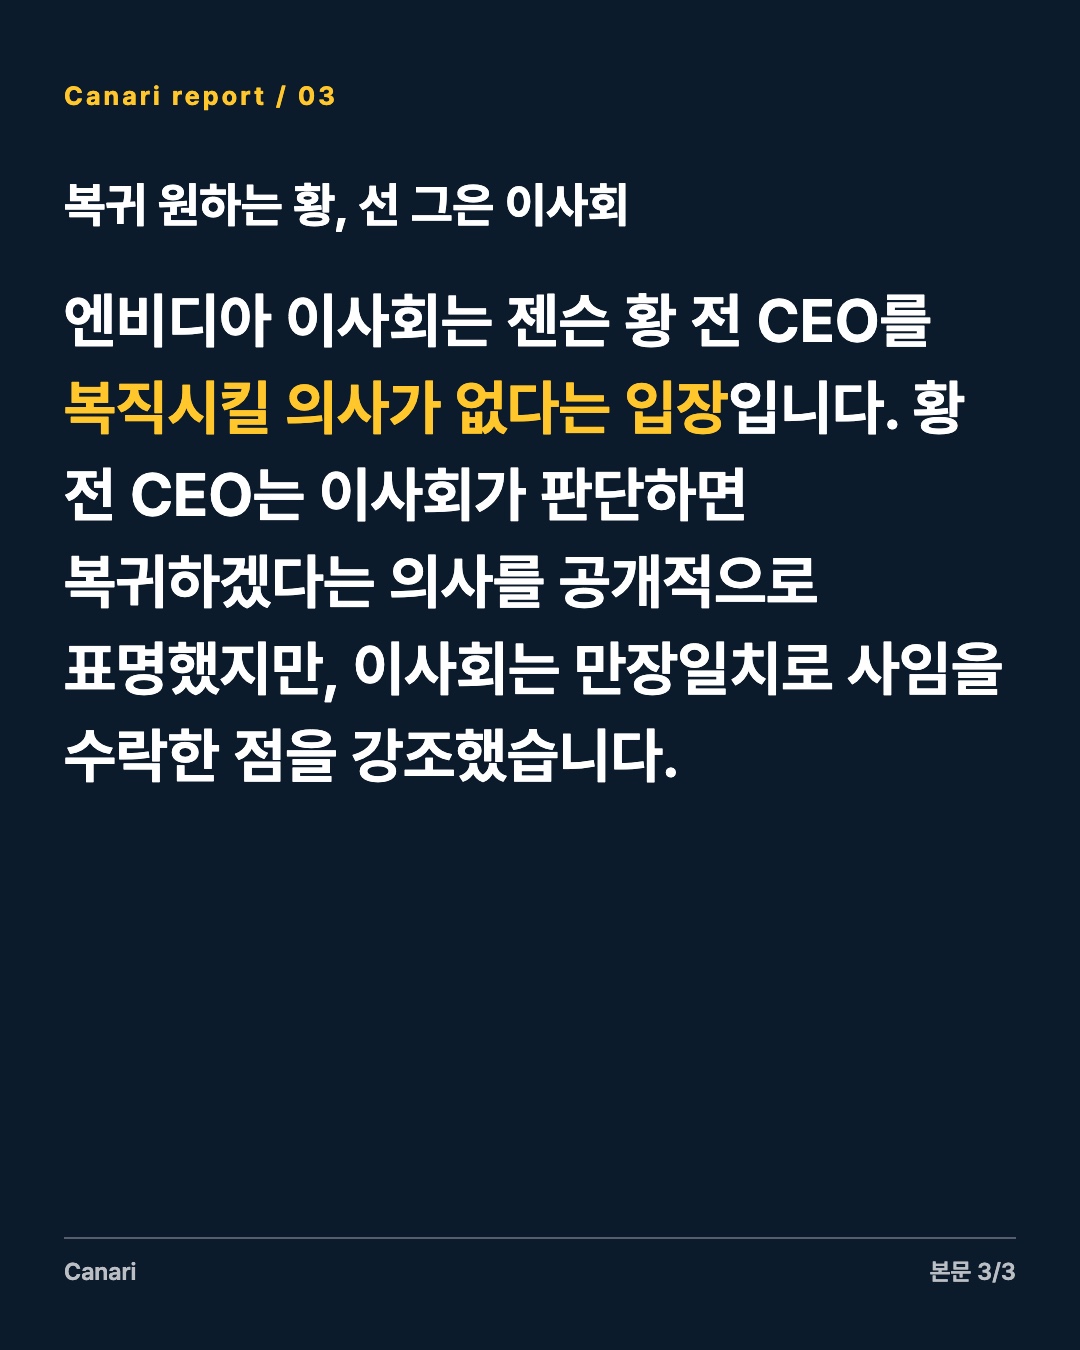 Canari report / 03
복귀 원하는 황, 선 그은 이사회
엔비디아 이사회는 젠슨 황 전 CEO를
복직시킬 의사가 없다는 입장입니다. 황
전 CEO는 이사회가 판단하면
복귀하겠다는 의사를 공개적으로
표명했지만, 이사회는 만장일치로 사임을
수락한 점을 강조했습니다.
Canari
본문 3/3